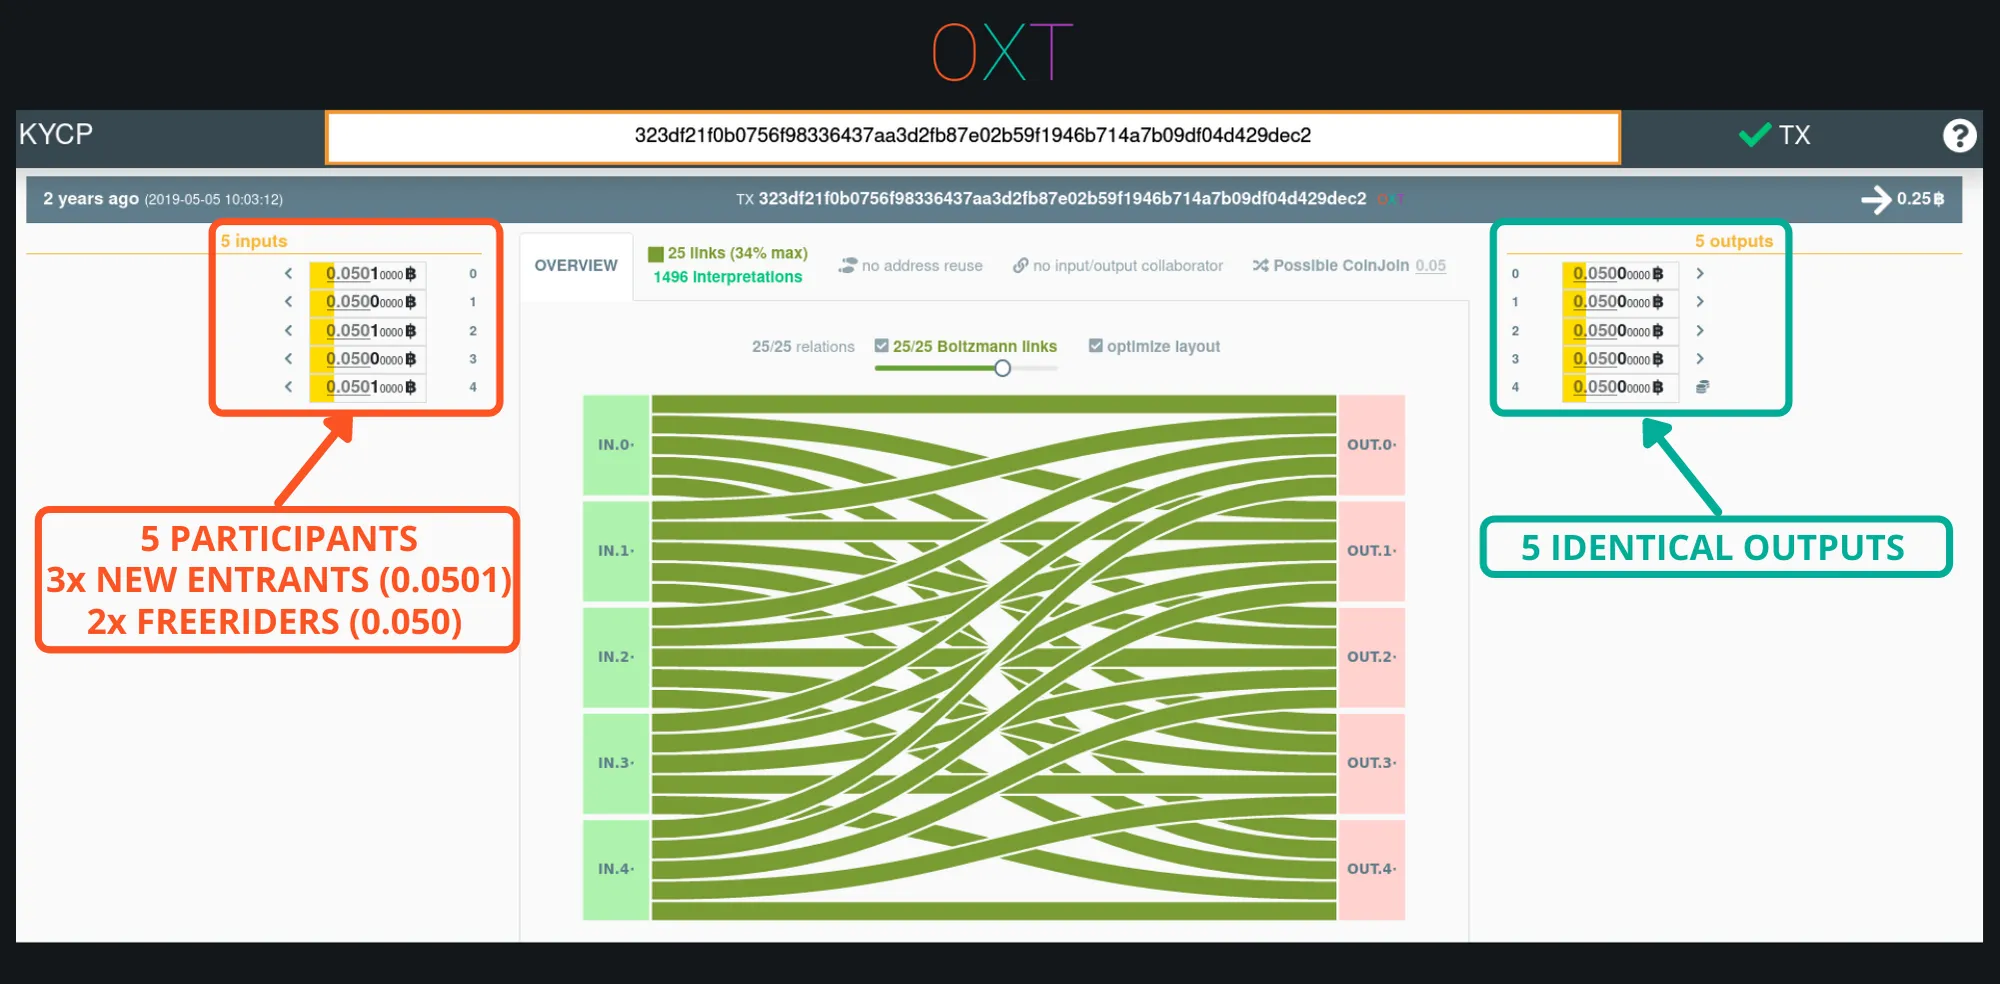 OXT
KYCP
323df21f0b0756f98336437aa3d2fb87e02b59f1946b714a7b09df04d429dec2
TX
?
2 years ago (2019-05-05 10:03:12)
TX 323df21f0b0756f98336437aa3d2fb87e02b59f1946b714a7b09df04d429dec2 OXT
0.25฿
5 inputs
0.05010000 ฿ 0
0.05000000 ฿ 1
0.05010000 ฿ 2
0.05000000 ฿ 3
0.05010000 ฿ 4
5 PARTICIPANTS
3x NEW ENTRANTS (0.0501)
2x FREERIDERS (0.050)
OVERVIEW
25 links (34% max)
1496 interpretations
no address reuse
no input/output collaborator
Possible CoinJoin 0.05
25/25 relations
25/25 Boltzmann links
optimize layout
IN.0·
IN.1·
IN.2·
IN.3·
IN.4·
OUT.0·
OUT.1·
OUT.2·
OUT.3·
OUT.4·
5 outputs
0 0.05000000 ฿
1 0.05000000 ฿
2 0.05000000 ฿
3 0.05000000 ฿
4 0.05000000 ฿
5 IDENTICAL OUTPUTS